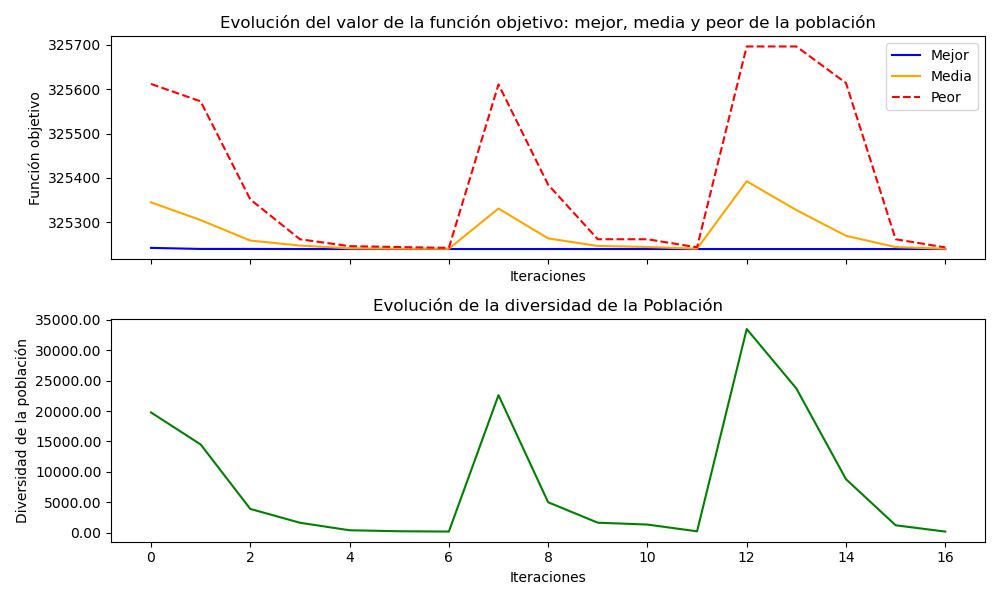 Evolución del valor de la función objetivo: mejor, media y peor de la población
325700
325600
325500
325400
325300
Función objetivo
Mejor
Media
Peor
Iteraciones
Evolución de la diversidad de la Población
35000.00
30000.00
25000.00
20000.00
15000.00
10000.00
5000.00
0.00
Diversidad de la población
0 2 4 6 8 10 12 14 16
Iteraciones